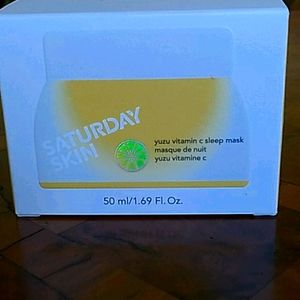 SATURDAY
SKIN
yuzu vitamin c sleep mask
masque de nuit
yuzu vitamine c
50 ml/1.69 Fl. Oz.